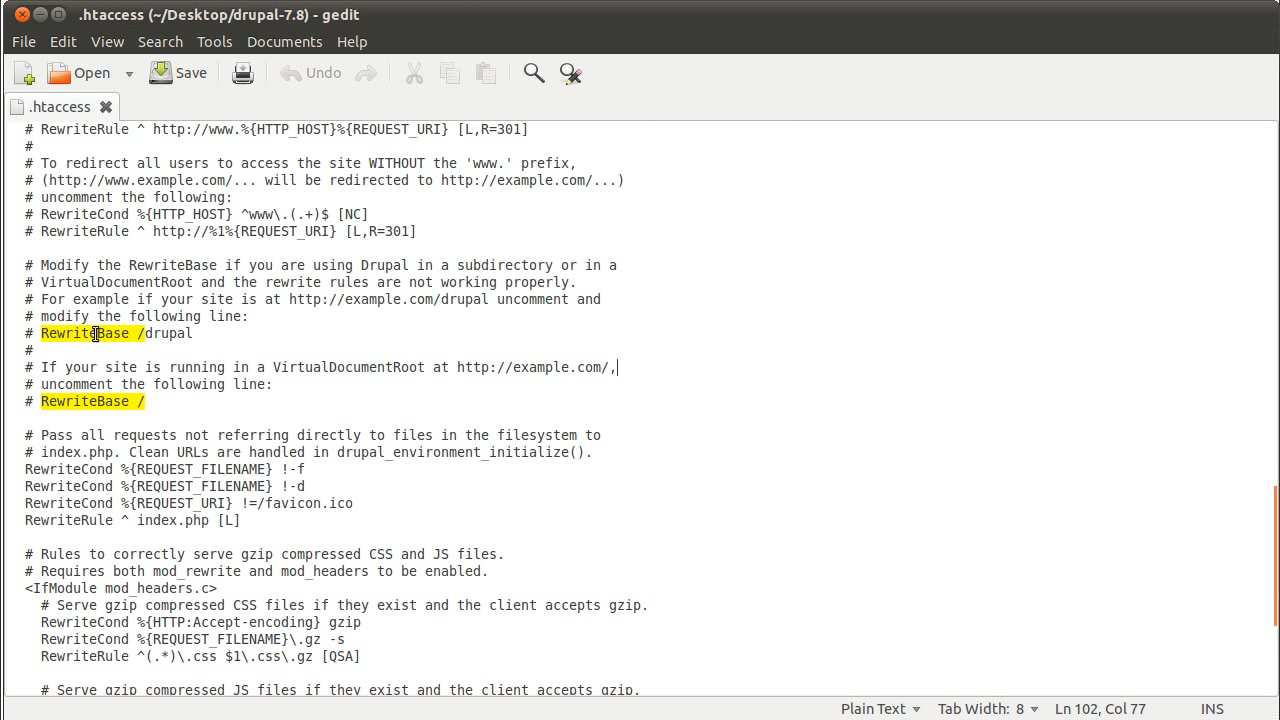 .htaccess (~/Desktop/drupal-7.8) - gedit
File Edit View Search Tools Documents Help
Open Save Undo
.htaccess
# RewriteRule ^ http://www.%{HTTP_HOST}%{REQUEST_URI} [L,R=301]
#
# To redirect all users to access the site WITHOUT the 'www.' prefix,
# (http://www.example.com/... will be redirected to http://example.com/...)
# uncomment the following:
# RewriteCond %{HTTP_HOST} ^www\.(.+)$ [NC]
# RewriteRule ^ http://%1%{REQUEST_URI} [L,R=301]
# Modify the RewriteBase if you are using Drupal in a subdirectory or in a
# VirtualDocumentRoot and the rewrite rules are not working properly.
# For example if your site is at http://example.com/drupal uncomment and
# modify the following line:
# RewriteBase /drupal
#
# If your site is running in a VirtualDocumentRoot at http://example.com/,
# uncomment the following line:
# RewriteBase /
# Pass all requests not referring directly to files in the filesystem to
# index.php. Clean URLs are handled in drupal_environment_initialize().
RewriteCond %{REQUEST_FILENAME} !-f
RewriteCond %{REQUEST_FILENAME} !-d
RewriteCond %{REQUEST_URI} !=/favicon.ico
RewriteRule ^ index.php [L]
# Rules to correctly serve gzip compressed CSS and JS files.
# Requires both mod_rewrite and mod_headers to be enabled.
<IfModule mod_headers.c>
# Serve gzip compressed CSS files if they exist and the client accepts gzip.
RewriteCond %{HTTP:Accept-encoding} gzip
RewriteCond %{REQUEST_FILENAME}\.gz -s
RewriteRule ^(.*)\.css $1\.css\.gz [QSA]
# Serve gzip compressed JS files if they exist and the client accepts gzip.
Plain Text Tab Width: 8 Ln 102, Col 77 INS